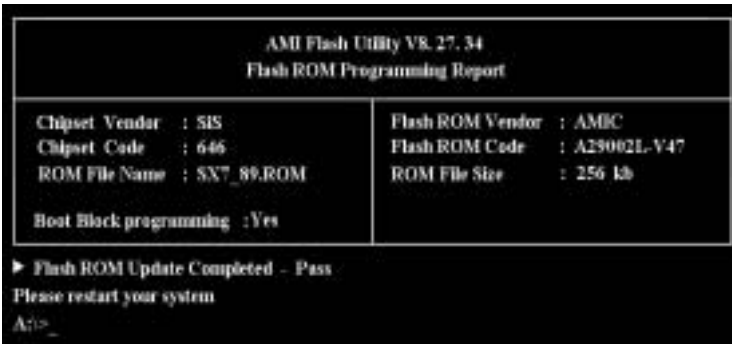 AMI Flash Utility V8. 27. 34
Flash ROM Programming Report
Chipset Vendor : SiS
Chipset Code : 646
ROM File Name : SX7_89.ROM
Boot Block programming :Yes
Flash ROM Vendor : AMIC
Flash ROM Code : A29002L-V47
ROM File Size : 256 kb
► Flash ROM Update Completed - Pass
Please restart your system
A:\>_